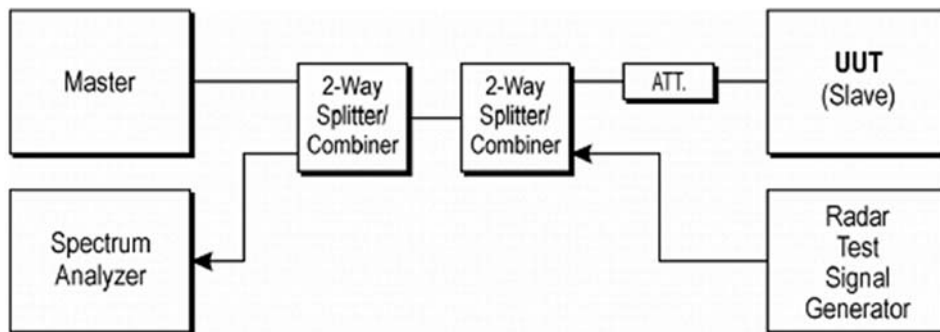 Master
2-Way
Splitter/
Combiner
2-Way
Splitter/
Combiner
ATT.
UUT
(Slave)
Spectrum
Analyzer
Radar
Test
Signal
Generator